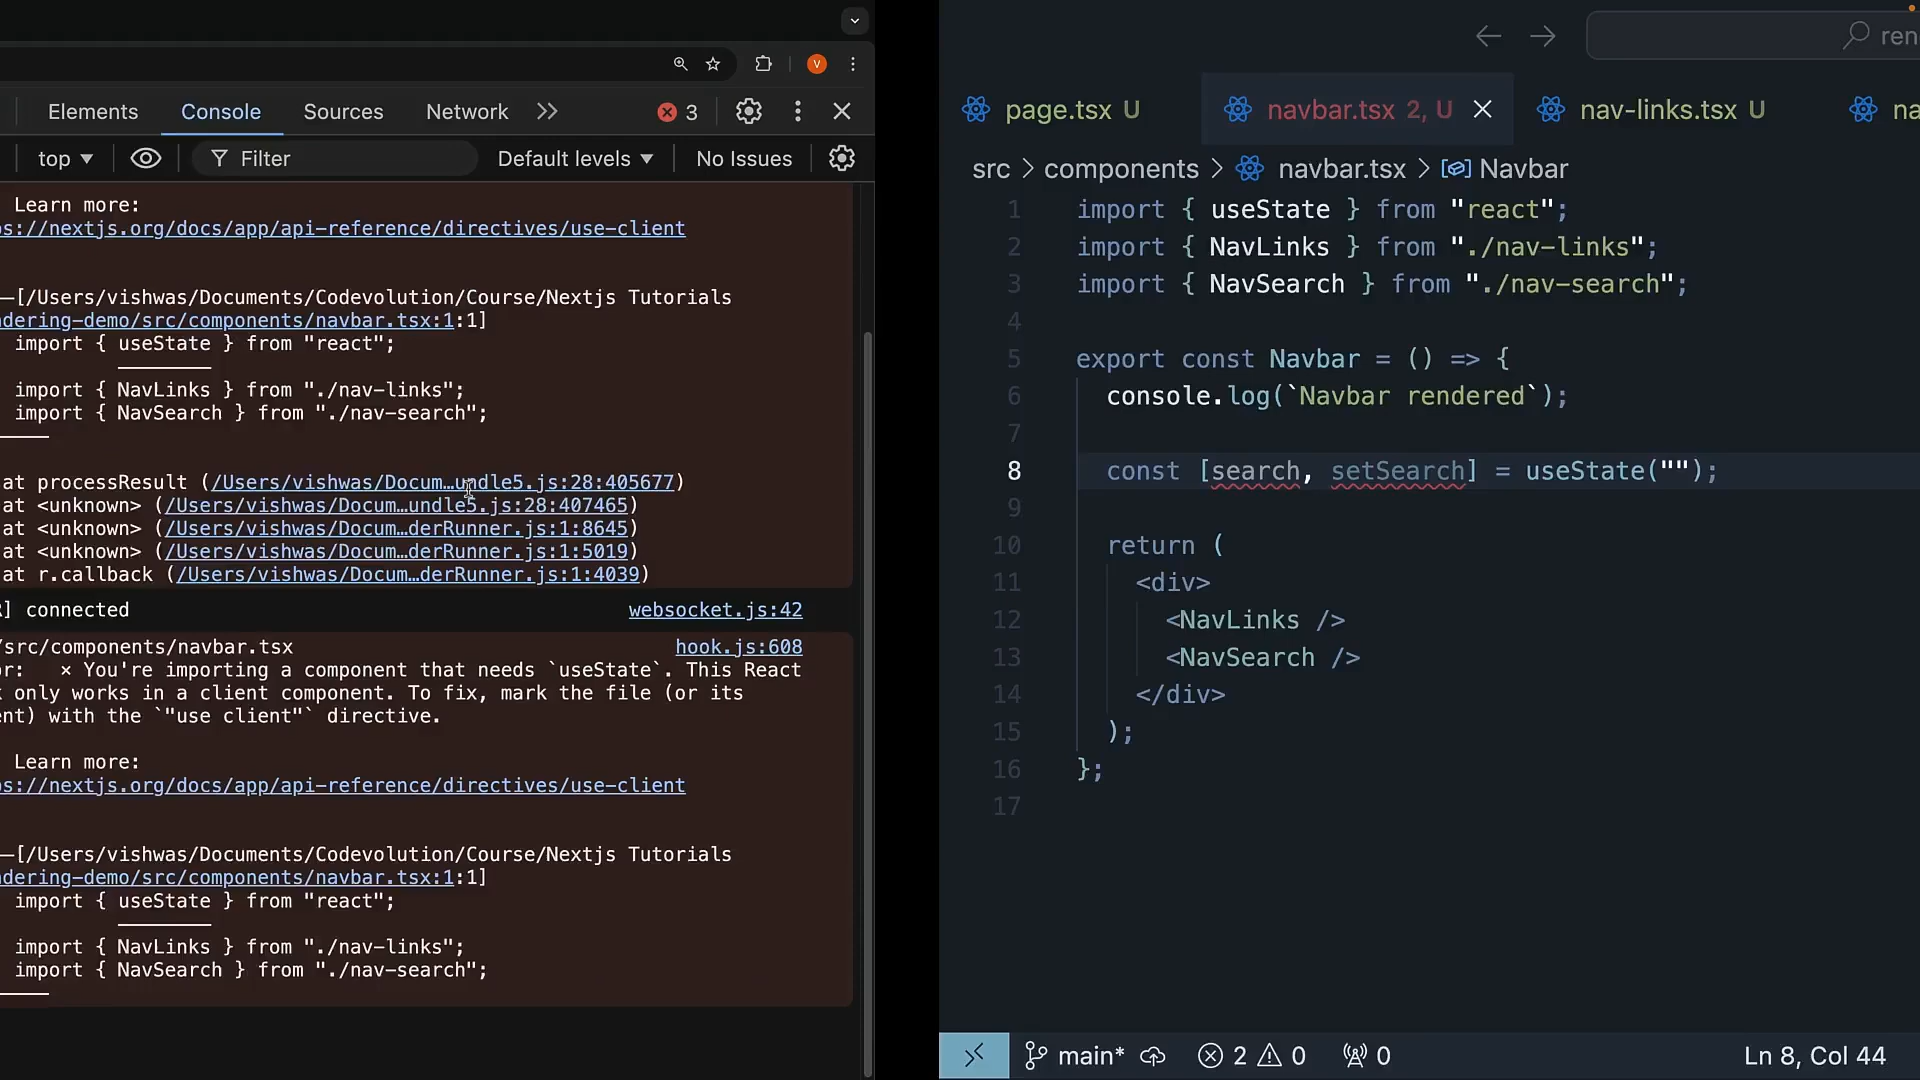 V
Elements Console Sources Network 3
top Filter Default levels No Issues
Learn more:
s://nextjs.org/docs/app/api-reference/directives/use-client
—[/Users/vishwas/Documents/Codevolution/Course/Nextjs Tutorials
dering-demo/src/components/navbar.tsx:1:1]
import { useState } from "react";
import { NavLinks } from "./nav-links";
import { NavSearch } from "./nav-search";
at processResult (/Users/vishwas/Docum…undle5.js:28:405677)
at <unknown> (/Users/vishwas/Docum…undle5.js:28:407465)
at <unknown> (/Users/vishwas/Docum…derRunner.js:1:8645)
at <unknown> (/Users/vishwas/Docum…derRunner.js:1:5019)
at r.callback (/Users/vishwas/Docum…derRunner.js:1:4039)
] connected websocket.js:42
/src/components/navbar.tsx hook.js:608
or: × You're importing a component that needs `useState`. This React
only works in a client component. To fix, mark the file (or its
ent) with the `"use client"` directive.
Learn more:
s://nextjs.org/docs/app/api-reference/directives/use-client
—[/Users/vishwas/Documents/Codevolution/Course/Nextjs Tutorials
dering-demo/src/components/navbar.tsx:1:1]
import { useState } from "react";
import { NavLinks } from "./nav-links";
import { NavSearch } from "./nav-search";
ren
page.tsx U navbar.tsx 2, U nav-links.tsx U na
src > components > navbar.tsx > Navbar
1 import { useState } from "react";
2 import { NavLinks } from "./nav-links";
3 import { NavSearch } from "./nav-search";
4
5 export const Navbar = () => {
6 console.log(`Navbar rendered`);
7
8 const [search, setSearch] = useState("");
9
10 return (
11 <div>
12 <NavLinks />
13 <NavSearch />
14 </div>
15 );
16 };
17
main* 2 0 0 Ln 8, Col 44